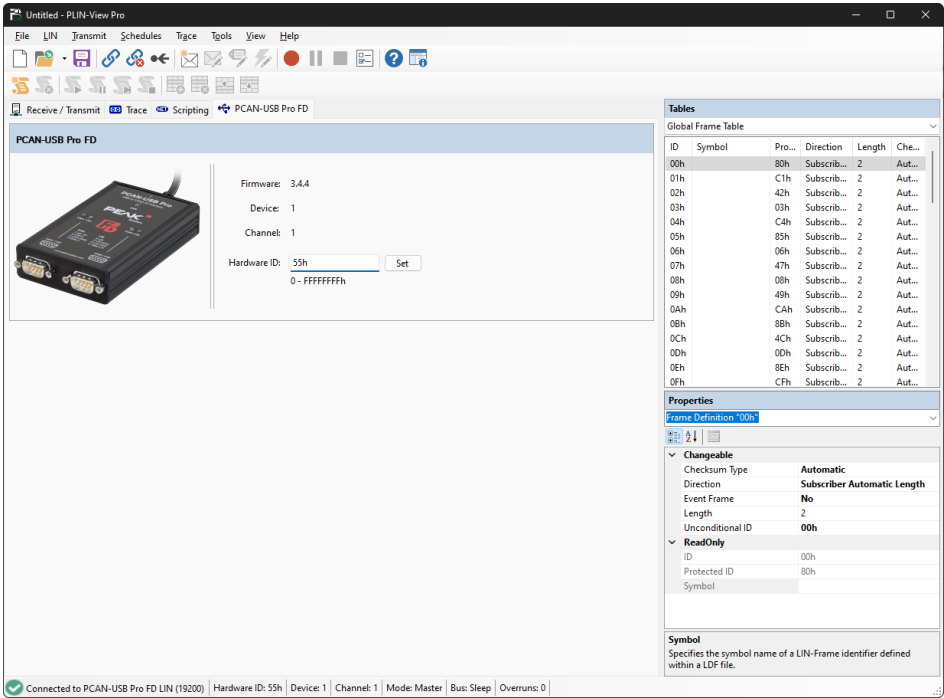 Untitled - PLIN-View Pro
File LIN Transmit Schedules Trace Tools View Help
Receive / Transmit Trace Scripting PCAN-USB Pro FD
PCAN-USB Pro FD
PCAN-USB Pro
PEAK
Firmware: 3.4.4
Device: 1
Channel: 1
Hardware ID: 55h Set
0 - FFFFFFFFh
Tables
Global Frame Table
ID Symbol Pro... Direction Length Che...
00h 80h Subscrib... 2 Aut...
01h C1h Subscrib... 2 Aut...
02h 42h Subscrib... 2 Aut...
03h 03h Subscrib... 2 Aut...
04h C4h Subscrib... 2 Aut...
05h 85h Subscrib... 2 Aut...
06h 06h Subscrib... 2 Aut...
07h 47h Subscrib... 2 Aut...
08h 08h Subscrib... 2 Aut...
09h 49h Subscrib... 2 Aut...
0Ah CAh Subscrib... 2 Aut...
0Bh 8Bh Subscrib... 2 Aut...
0Ch 4Ch Subscrib... 2 Aut...
0Dh 0Dh Subscrib... 2 Aut...
0Eh 8Eh Subscrib... 2 Aut...
0Fh CFh Subscrib... 2 Aut...
Properties
Frame Definition "00h"
Changeable
Checksum Type Automatic
Direction Subscriber Automatic Length
Event Frame No
Length 2
Unconditional ID 00h
ReadOnly
ID 00h
Protected ID 80h
Symbol
Symbol
Specifies the symbol name of a LIN-Frame identifier defined
within a LDF file.
Connected to PCAN-USB Pro FD LIN (19200) Hardware ID: 55h Device: 1 Channel: 1 Mode: Master Bus: Sleep Overruns: 0